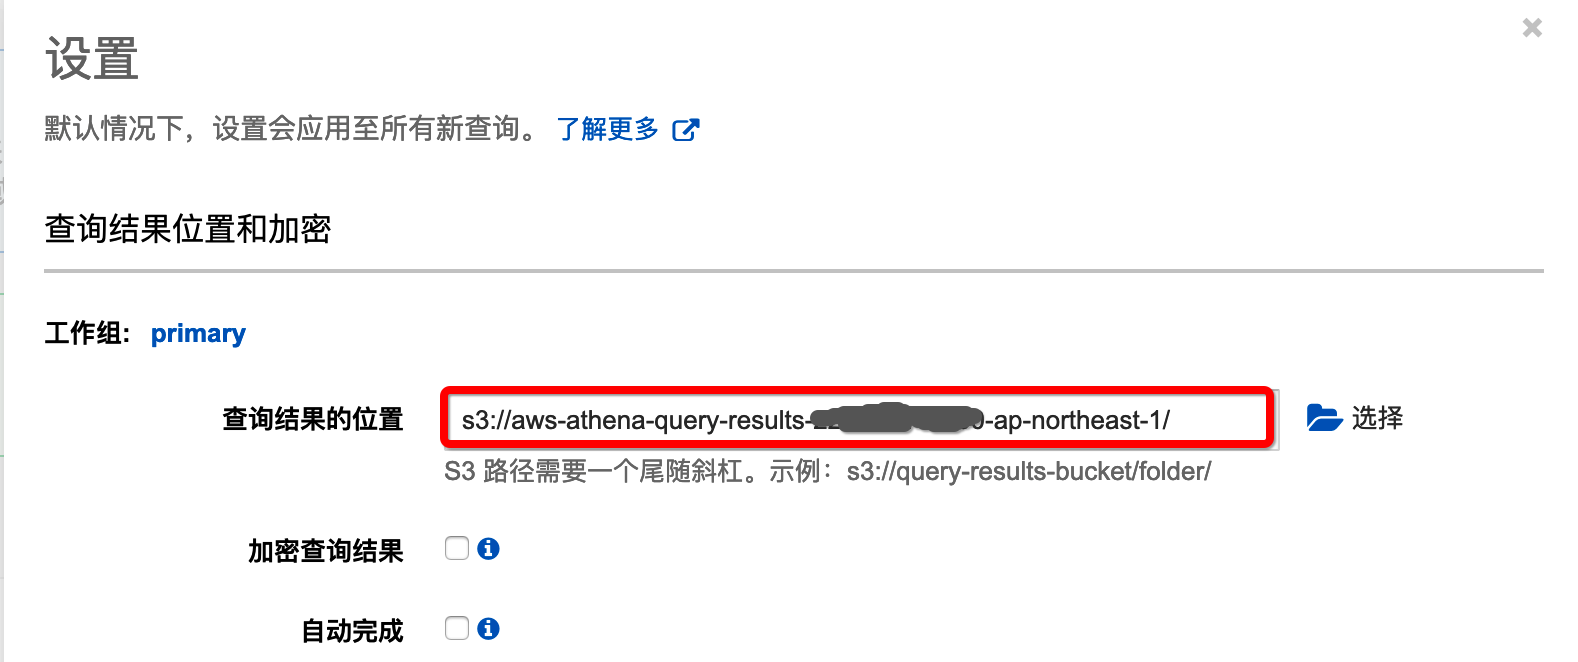 设置
默认情况下，设置会应用至所有新查询。 了解更多
查询结果位置和加密
工作组: primary
查询结果的位置 s3://aws-athena-query-results- -ap-northeast-1/ 选择
S3 路径需要一个尾随斜杠。示例：s3://query-results-bucket/folder/
加密查询结果
自动完成